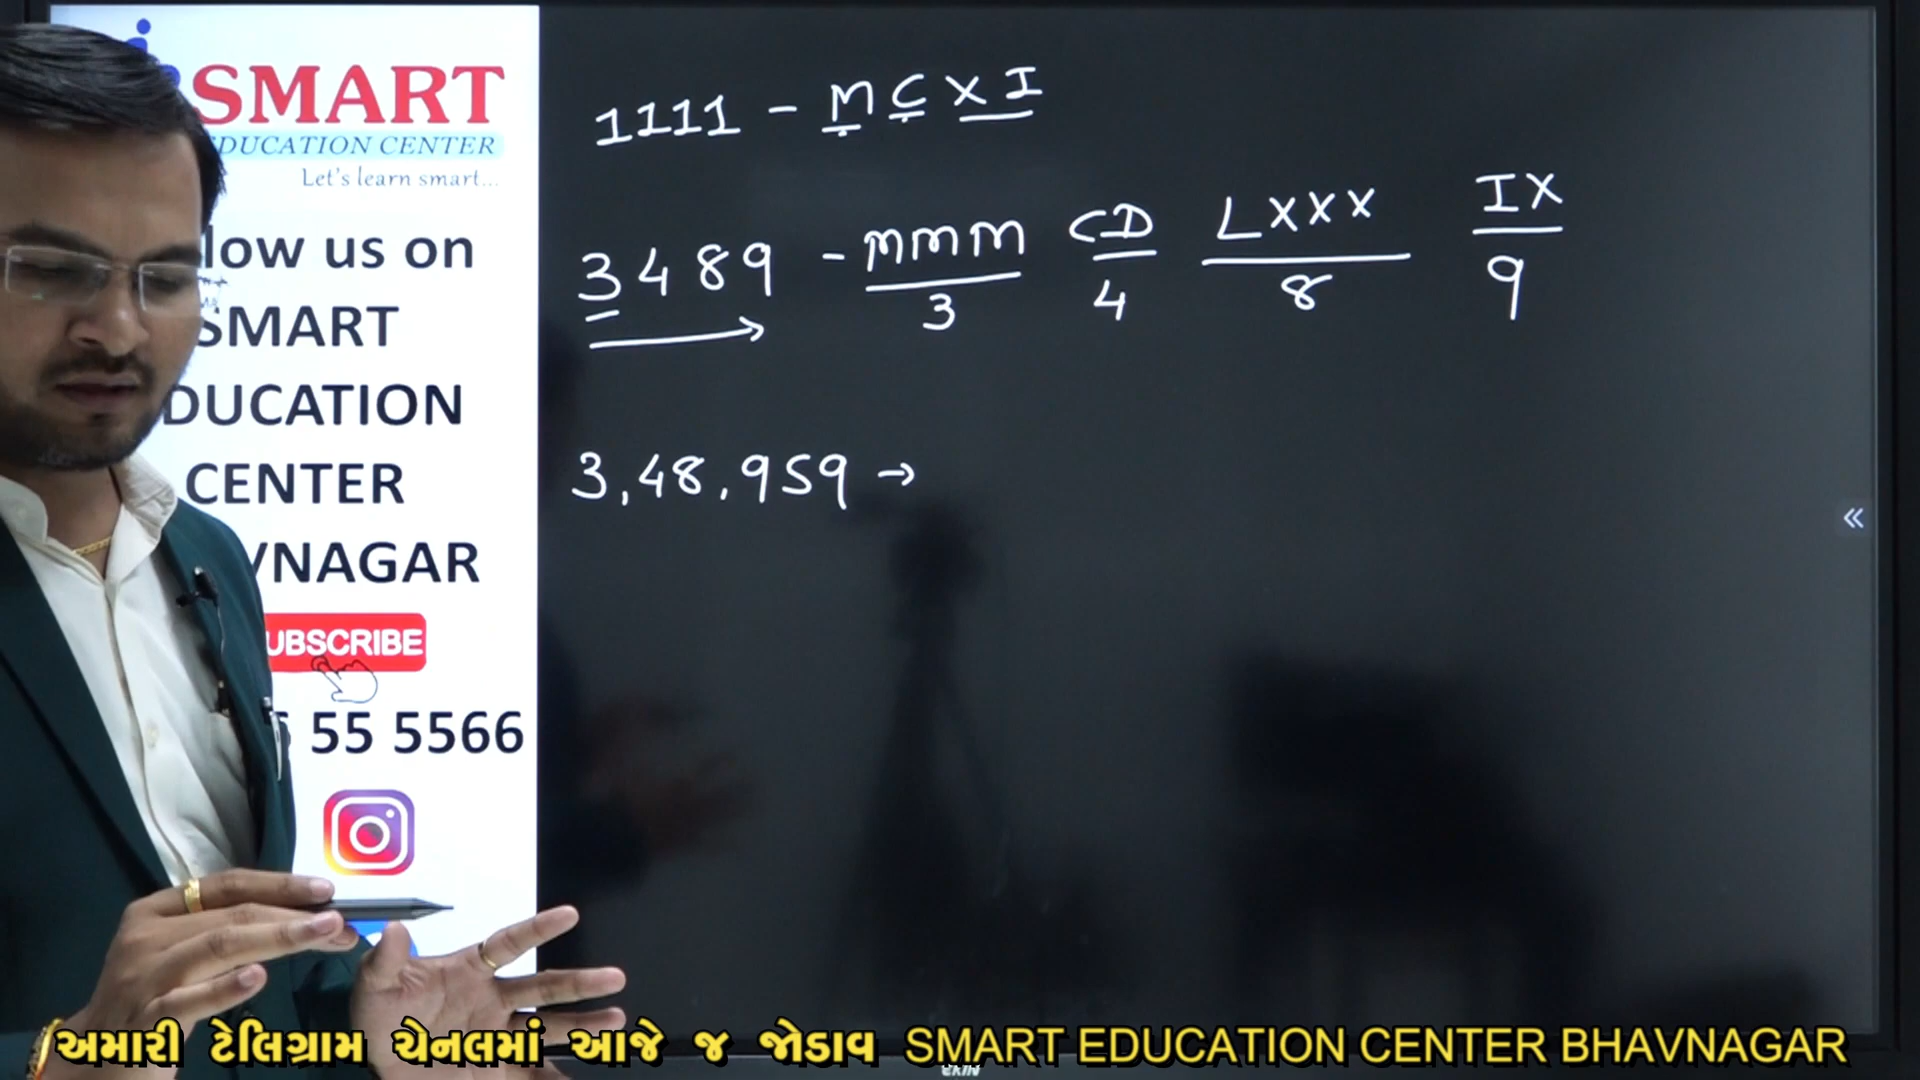 SMART
EDUCATION CENTER
Let's learn smart...
low us on
SMART
DUCATION
CENTER
VNAGAR
UBSCRIBE
55 5566
1111 - MCXI
3489 - MMM CD LXXX IX
3 4 8 9
3,48,959 →
«
અમારી ટેલિગ્રામ ચેનલમાં આજે જ જોડાવ SMART EDUCATION CENTER BHAVNAGAR